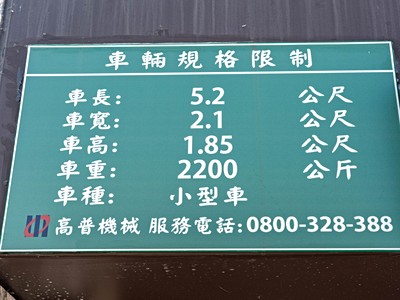 車輛規格限制
車長: 5.2 公尺
車寬: 2.1 公尺
車高: 1.85 公尺
車重: 2200 公斤
車種: 小型車
高普機械 服務電話: 0800-328-388